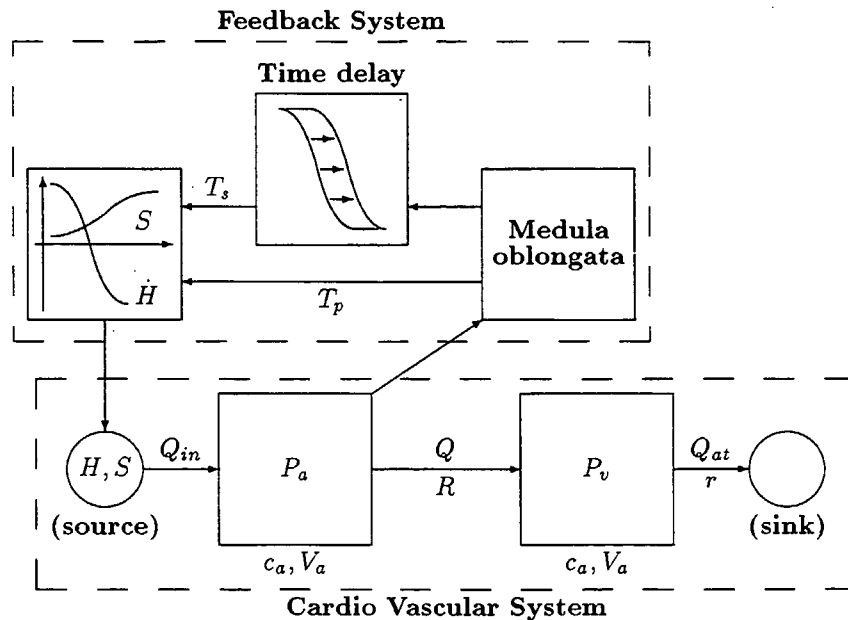 Feedback System
Time delay
T_s
S
Ḣ
Medula
oblongata
T_p
H, S
(source)
Q_in
P_a
c_a, V_a
Q
R
P_v
c_a, V_a
Q_at
r
(sink)
Cardio Vascular System